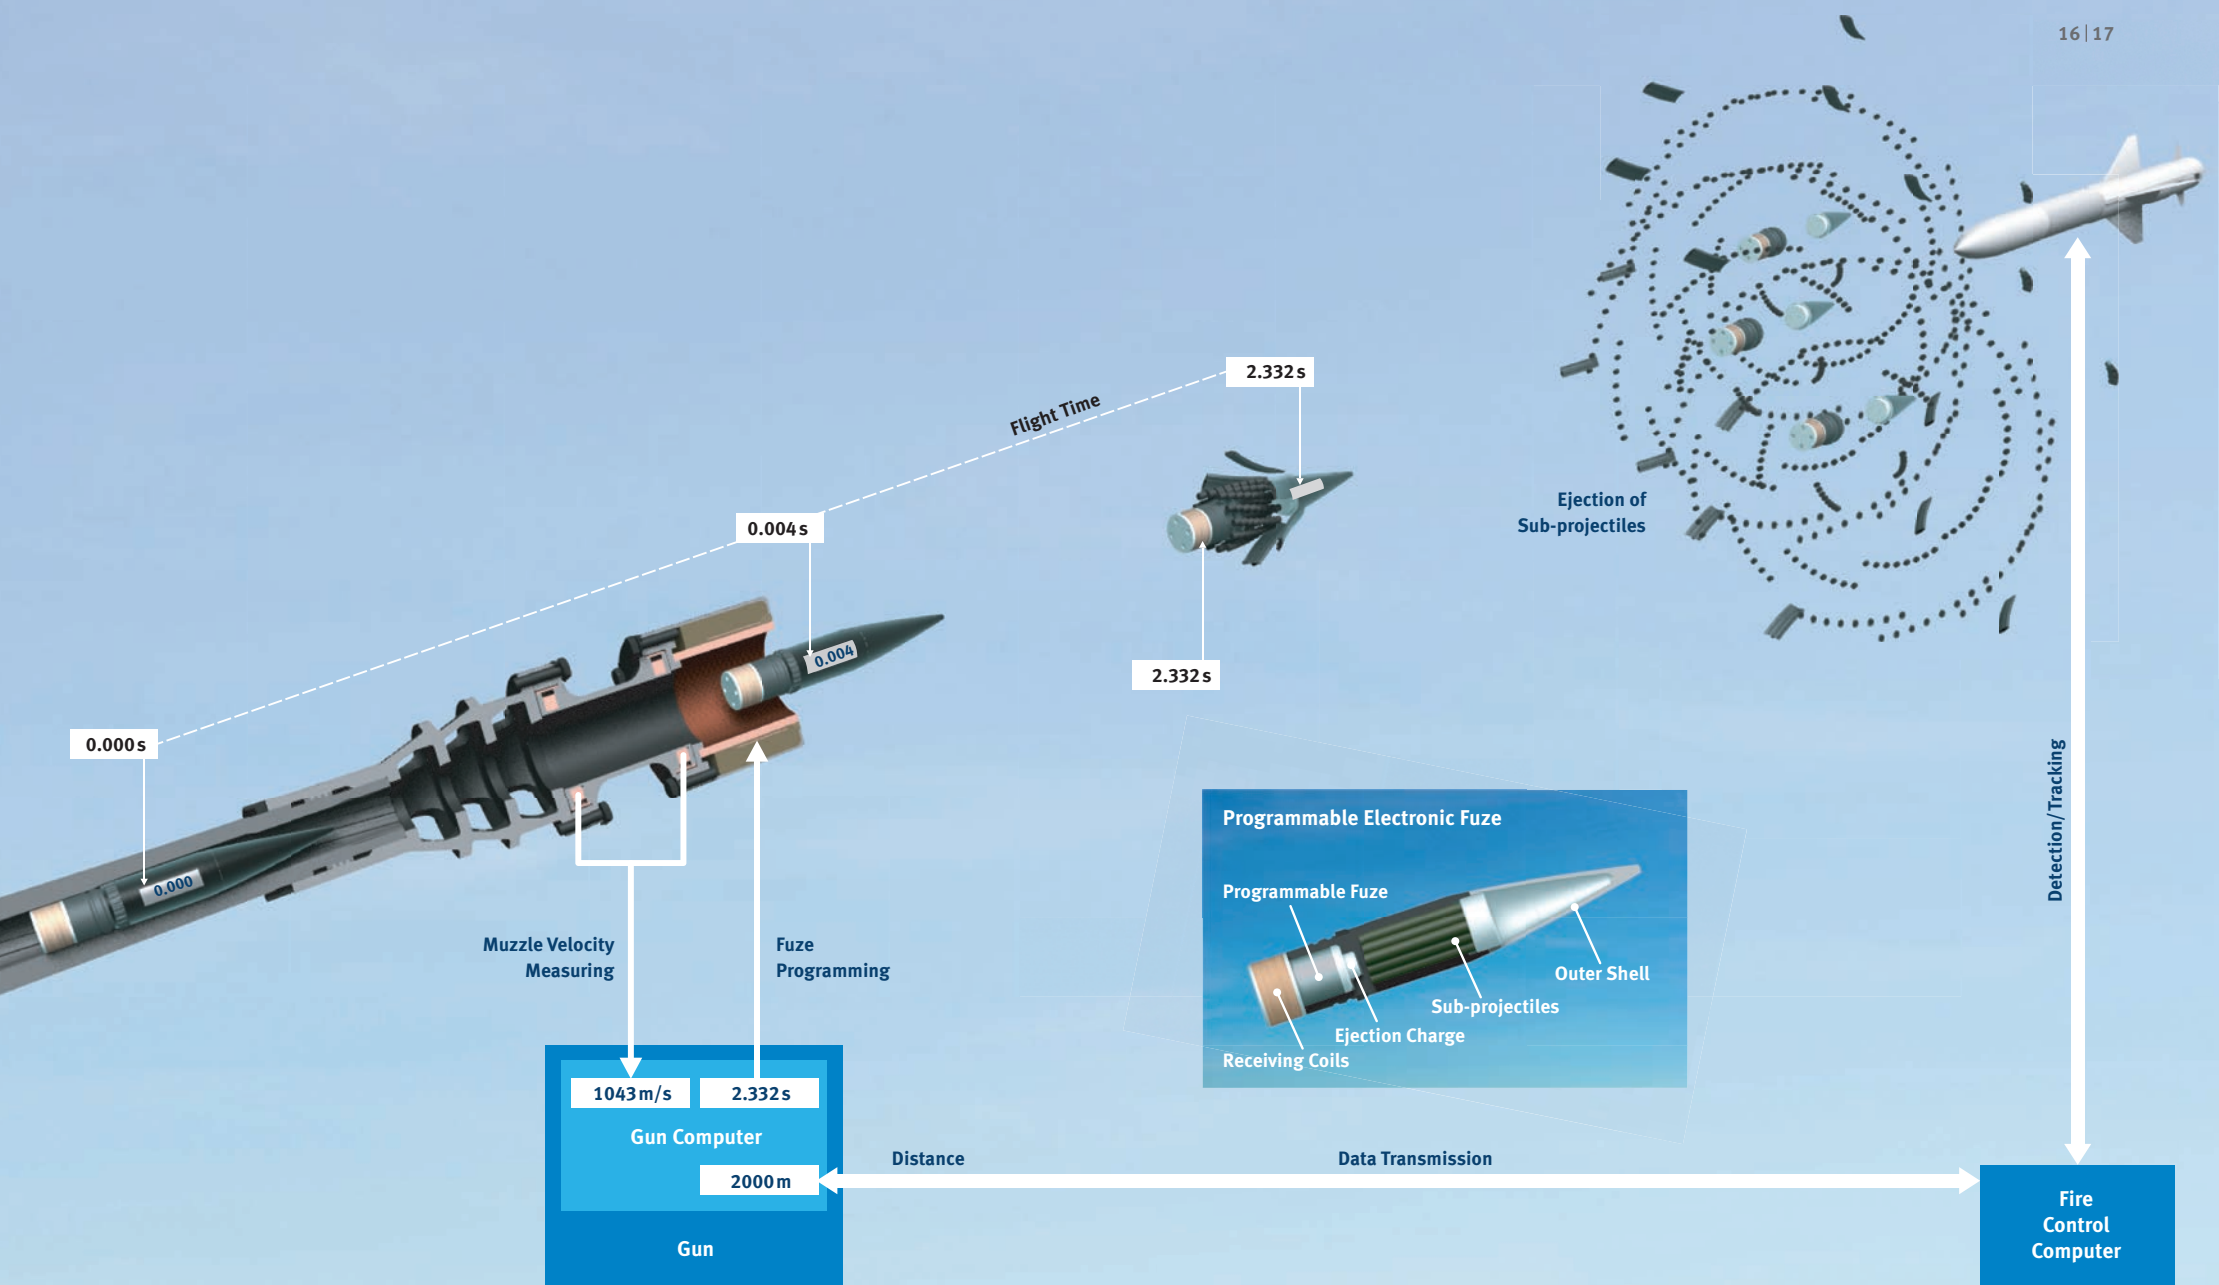 16|17
2.332 s
Flight Time
0.004 s
0.004
Ejection of
Sub-projectiles
2.332 s
0.000 s
0.000
Detection/Tracking
Programmable Electronic Fuze
Programmable Fuze
Outer Shell
Sub-projectiles
Ejection Charge
Receiving Coils
Muzzle Velocity
Measuring
Fuze
Programming
1043 m/s
2.332 s
Gun Computer
2000 m
Gun
Distance
Data Transmission
Fire
Control
Computer